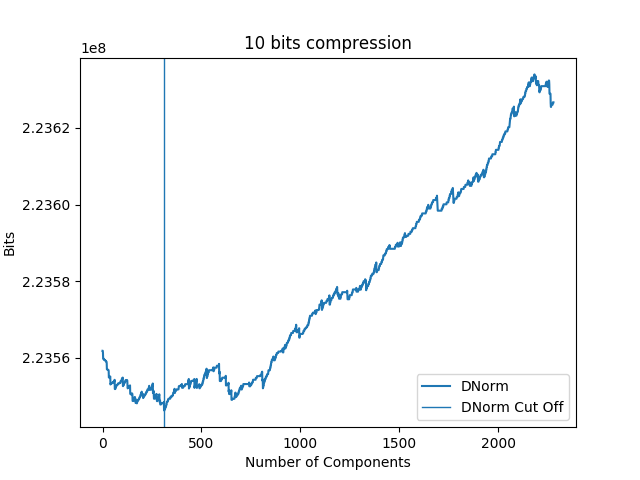 10 bits compression
1e8
2.2362
2.2360
2.2358
2.2356
Bits
0 500 1000 1500 2000
Number of Components
DNorm
DNorm Cut Off